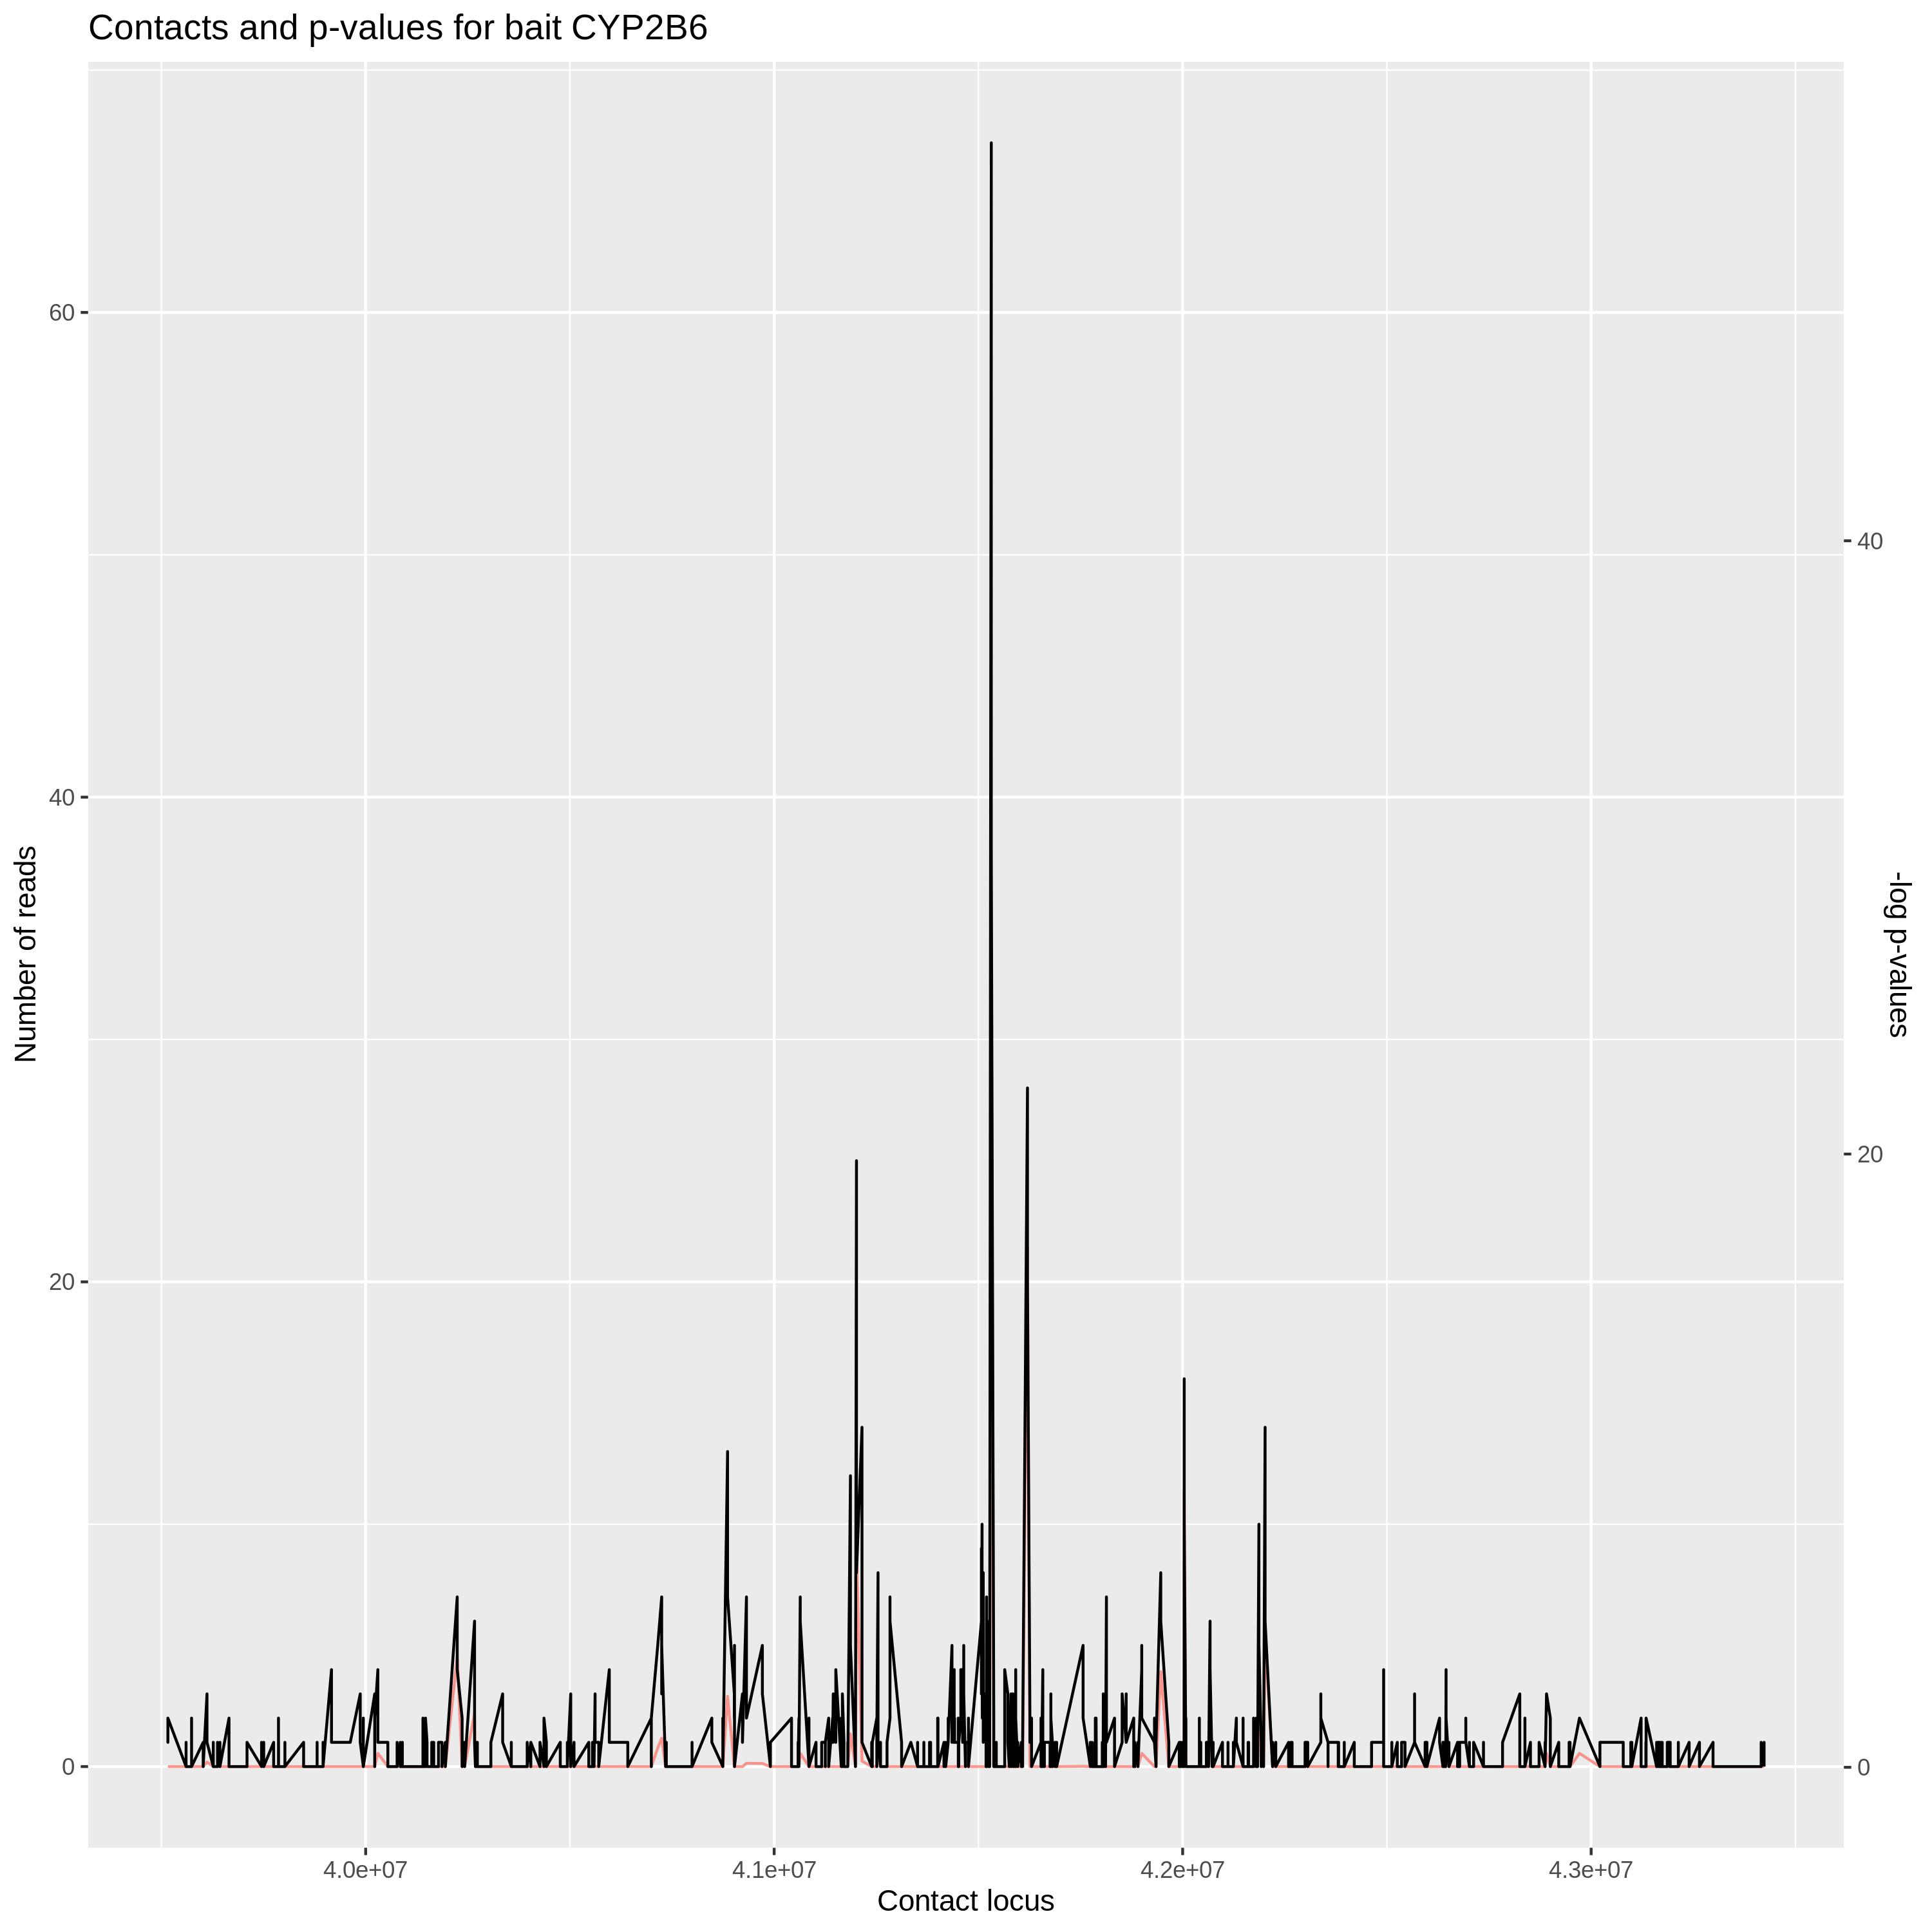 Contacts and p-values for bait CYP2B6
60
40
20
0
Number of reads
40
20
0
-log p-values
4.0e+07
4.1e+07
4.2e+07
4.3e+07
Contact locus